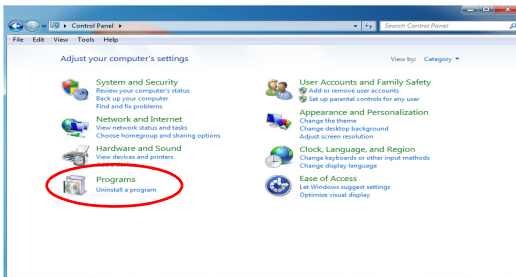 Control Panel
Search Control Panel
File Edit View Tools Help
Adjust your computer's settings
View by: Category
System and Security
Review your computer's status
Back up your computer
Find and fix problems
Network and Internet
View network status and tasks
Choose homegroup and sharing options
Hardware and Sound
View devices and printers
Programs
Uninstall a program
User Accounts and Family Safety
Add or remove user accounts
Set up parental controls for any user
Appearance and Personalization
Change the theme
Change desktop background
Adjust screen resolution
Clock, Language, and Region
Change keyboards or other input methods
Change display language
Ease of Access
Let Windows suggest settings
Optimize visual display